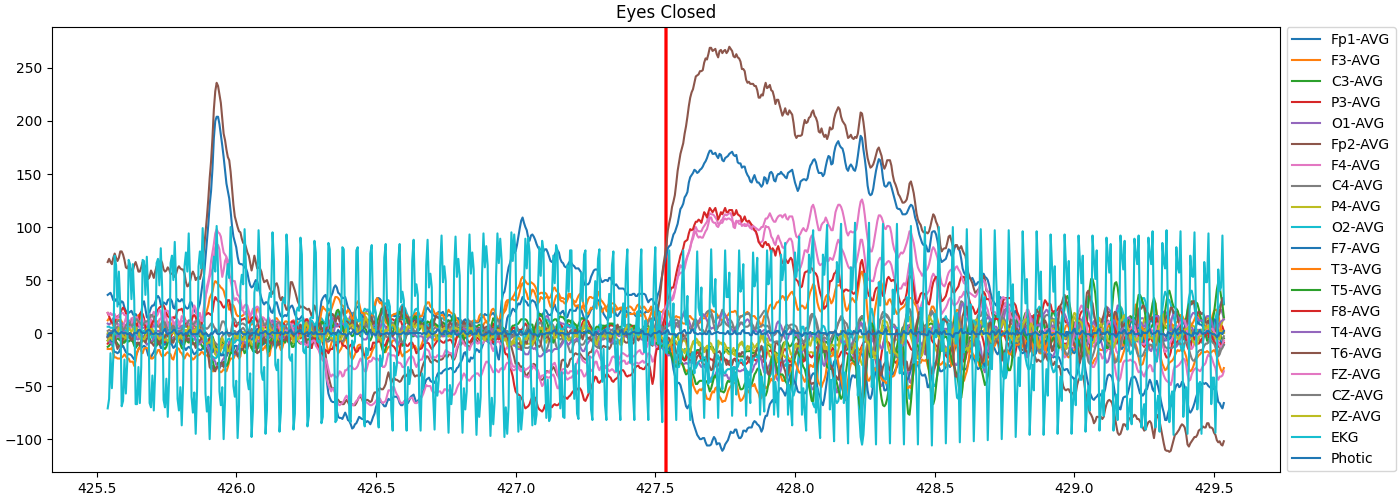 Eyes Closed
250
200
150
100
50
0
−50
−100
425.5 426.0 426.5 427.0 427.5 428.0 428.5 429.0 429.5
Fp1-AVG
F3-AVG
C3-AVG
P3-AVG
O1-AVG
Fp2-AVG
F4-AVG
C4-AVG
P4-AVG
O2-AVG
F7-AVG
T3-AVG
T5-AVG
F8-AVG
T4-AVG
T6-AVG
FZ-AVG
CZ-AVG
PZ-AVG
EKG
Photic